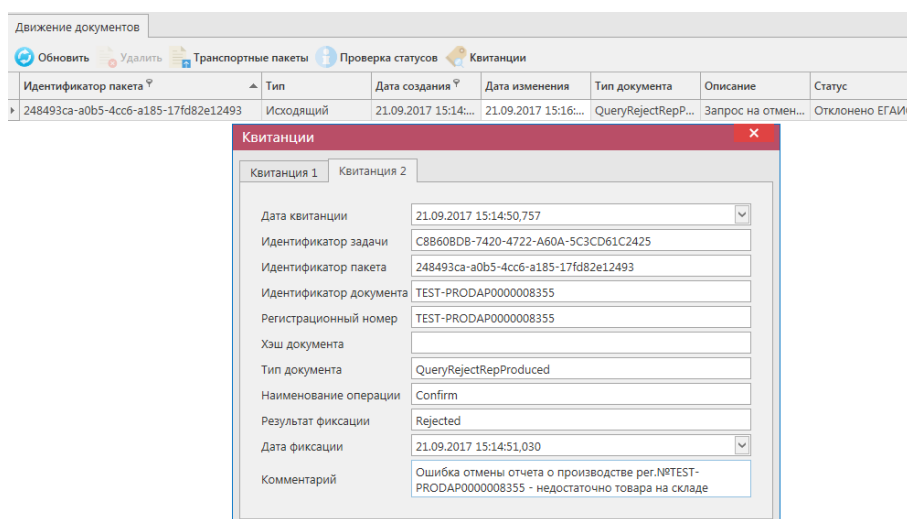 Движение документов
Обновить Удалить Транспортные пакеты Проверка статусов Квитанции
Идентификатор пакета Тип Дата создания Дата изменения Тип документа Описание Статус
248493ca-a0b5-4cc6-a185-17fd82e12493 Исходящий 21.09.2017 15:14:... 21.09.2017 15:16:... QueryRejectRepP... Запрос на отмен... Отклонено ЕГАИ
Квитанции
Квитанция 1 Квитанция 2
Дата квитанции 21.09.2017 15:14:50,757
Идентификатор задачи C8B60BDB-7420-4722-A60A-5C3CD61C2425
Идентификатор пакета 248493ca-a0b5-4cc6-a185-17fd82e12493
Идентификатор документа TEST-PRODAP0000008355
Регистрационный номер TEST-PRODAP0000008355
Хэш документа
Тип документа QueryRejectRepProduced
Наименование операции Confirm
Результат фиксации Rejected
Дата фиксации 21.09.2017 15:14:51,030
Комментарий Ошибка отмены отчета о производстве рег.№TEST-
PRODAP0000008355 - недостаточно товара на складе